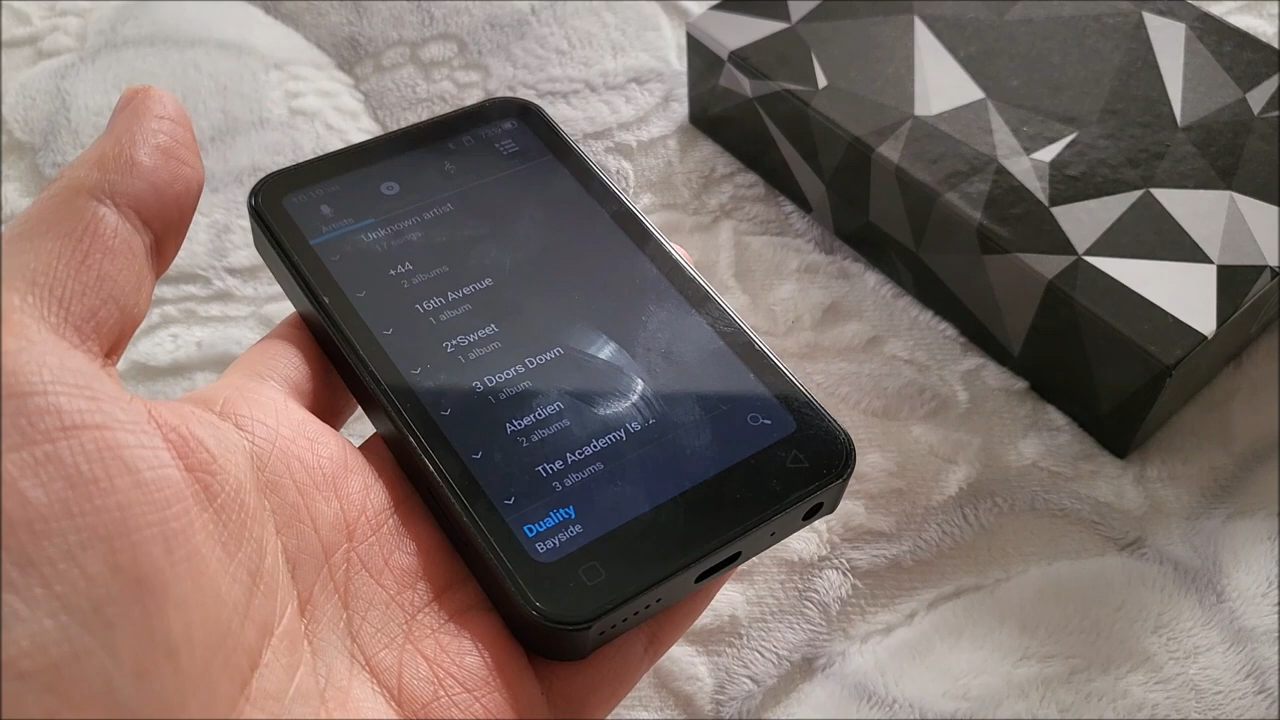 Artists
Unknown artist
17 songs
+44
2 albums
16th Avenue
1 album
2*Sweet
1 album
3 Doors Down
1 album
Aberdien
2 albums
The Academy Is...
3 albums
Duality
Bayside